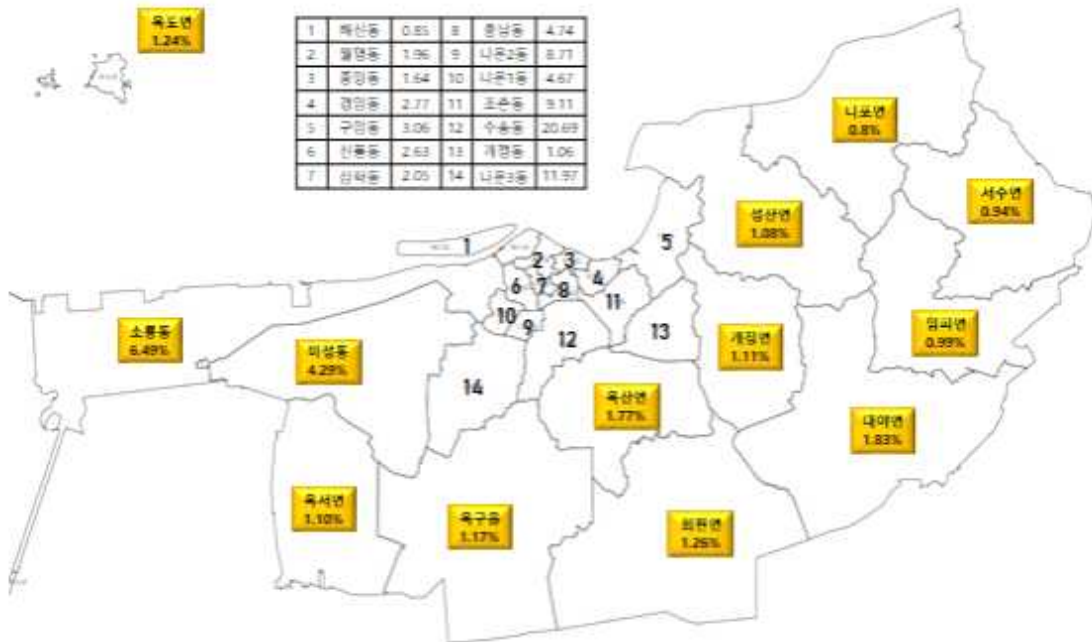 옥도면
1.24%
1 해신동 0.85 8 흥남동 4.74
2 월명동 1.96 9 나운2동 8.71
3 중앙동 1.64 10 나운1동 4.67
4 경암동 2.77 11 조촌동 9.11
5 구암동 3.06 12 수송동 20.69
6 신풍동 2.63 13 개정동 1.06
7 삼학동 2.05 14 나운3동 11.97
나포면
0.8%
서수면
0.94%
성산면
1.08%
1
2
3
4
5
6
7
8
9
10
11
12
13
14
소룡동
6.49%
미성동
4.29%
개정면
1.11%
임피면
0.99%
옥산면
1.77%
대야면
1.83%
옥서면
1.10%
옥구읍
1.17%
회현면
1.26%